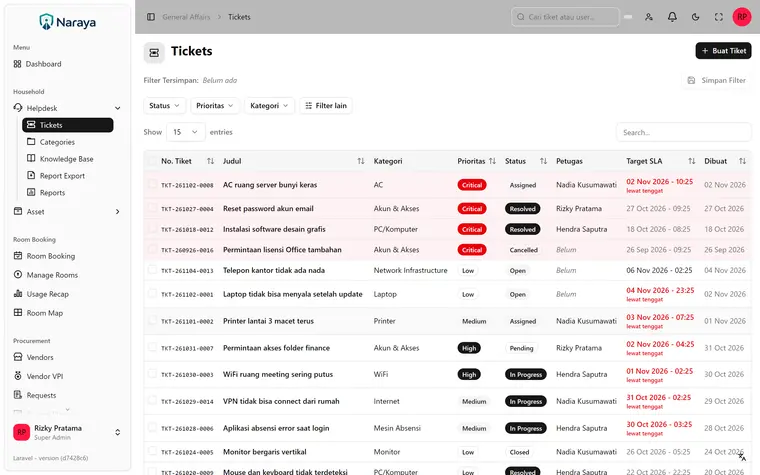 Naraya
General Affairs > Tickets
Cari tiket atau user...
RP
Menu
Dashboard
Household
Helpdesk
Tickets
Categories
Knowledge Base
Report Export
Reports
Asset
Room Booking
Room Booking
Manage Rooms
Usage Recap
Room Map
Procurement
Vendors
Vendor VPI
Requests
RP
Rizky Pratama
Super Admin
Laravel - version (d7428c6)
Tickets
+ Buat Tiket
Filter Tersimpan: Belum ada
Simpan Filter
Status Prioritas Kategori Filter lain
Show 15 entries
Search...
No. Tiket Judul Kategori Prioritas Status Petugas Target SLA Dibuat
TKT-261102-0008 AC ruang server bunyi keras AC Critical Assigned Nadia Kusumawati 02 Nov 2026 - 10:25 02 Nov 2026
lewat tenggat
TKT-261027-0004 Reset password akun email Akun & Akses Critical Resolved Rizky Pratama 27 Oct 2026 - 09:25 27 Oct 2026
TKT-261018-0012 Instalasi software desain grafis PC/Komputer Critical Resolved Hendra Saputra 18 Oct 2026 - 08:25 18 Oct 2026
TKT-260926-0016 Permintaan lisensi Office tambahan Akun & Akses Critical Cancelled Belum 26 Sep 2026 - 09:25 26 Sep 2026
TKT-261104-0013 Telepon kantor tidak ada nada Network Infrastructure Low Open Belum 06 Nov 2026 - 02:25 04 Nov 2026
TKT-261102-0001 Laptop tidak bisa menyala setelah update Laptop Low Open Belum 04 Nov 2026 - 23:25 02 Nov 2026
lewat tenggat
TKT-261101-0002 Printer lantai 3 macet terus Printer Medium Assigned Nadia Kusumawati 03 Nov 2026 - 07:25 01 Nov 2026
lewat tenggat
TKT-261031-0007 Permintaan akses folder finance Akun & Akses High Pending Rizky Pratama 02 Nov 2026 - 04:25 31 Oct 2026
lewat tenggat
TKT-261030-0003 WiFi ruang meeting sering putus WiFi High In Progress Hendra Saputra 01 Nov 2026 - 02:25 30 Oct 2026
lewat tenggat
TKT-261029-0014 VPN tidak bisa connect dari rumah Internet Medium In Progress Nadia Kusumawati 31 Oct 2026 - 02:25 29 Oct 2026
lewat tenggat
TKT-261028-0006 Aplikasi absensi error saat login Mesin Absensi Medium In Progress Hendra Saputra 30 Oct 2026 - 03:25 28 Oct 2026
lewat tenggat
TKT-261024-0005 Monitor bergaris vertikal Monitor Low Closed Nadia Kusumawati 26 Oct 2026 - 05:25 24 Oct 2026
TKT-261020-0009 Mouse dan keyboard tidak terdeteksi PC/Komputer Low Resolved Hendra Saputra 22 Oct 2026 - 09:25 20 Oct 2026